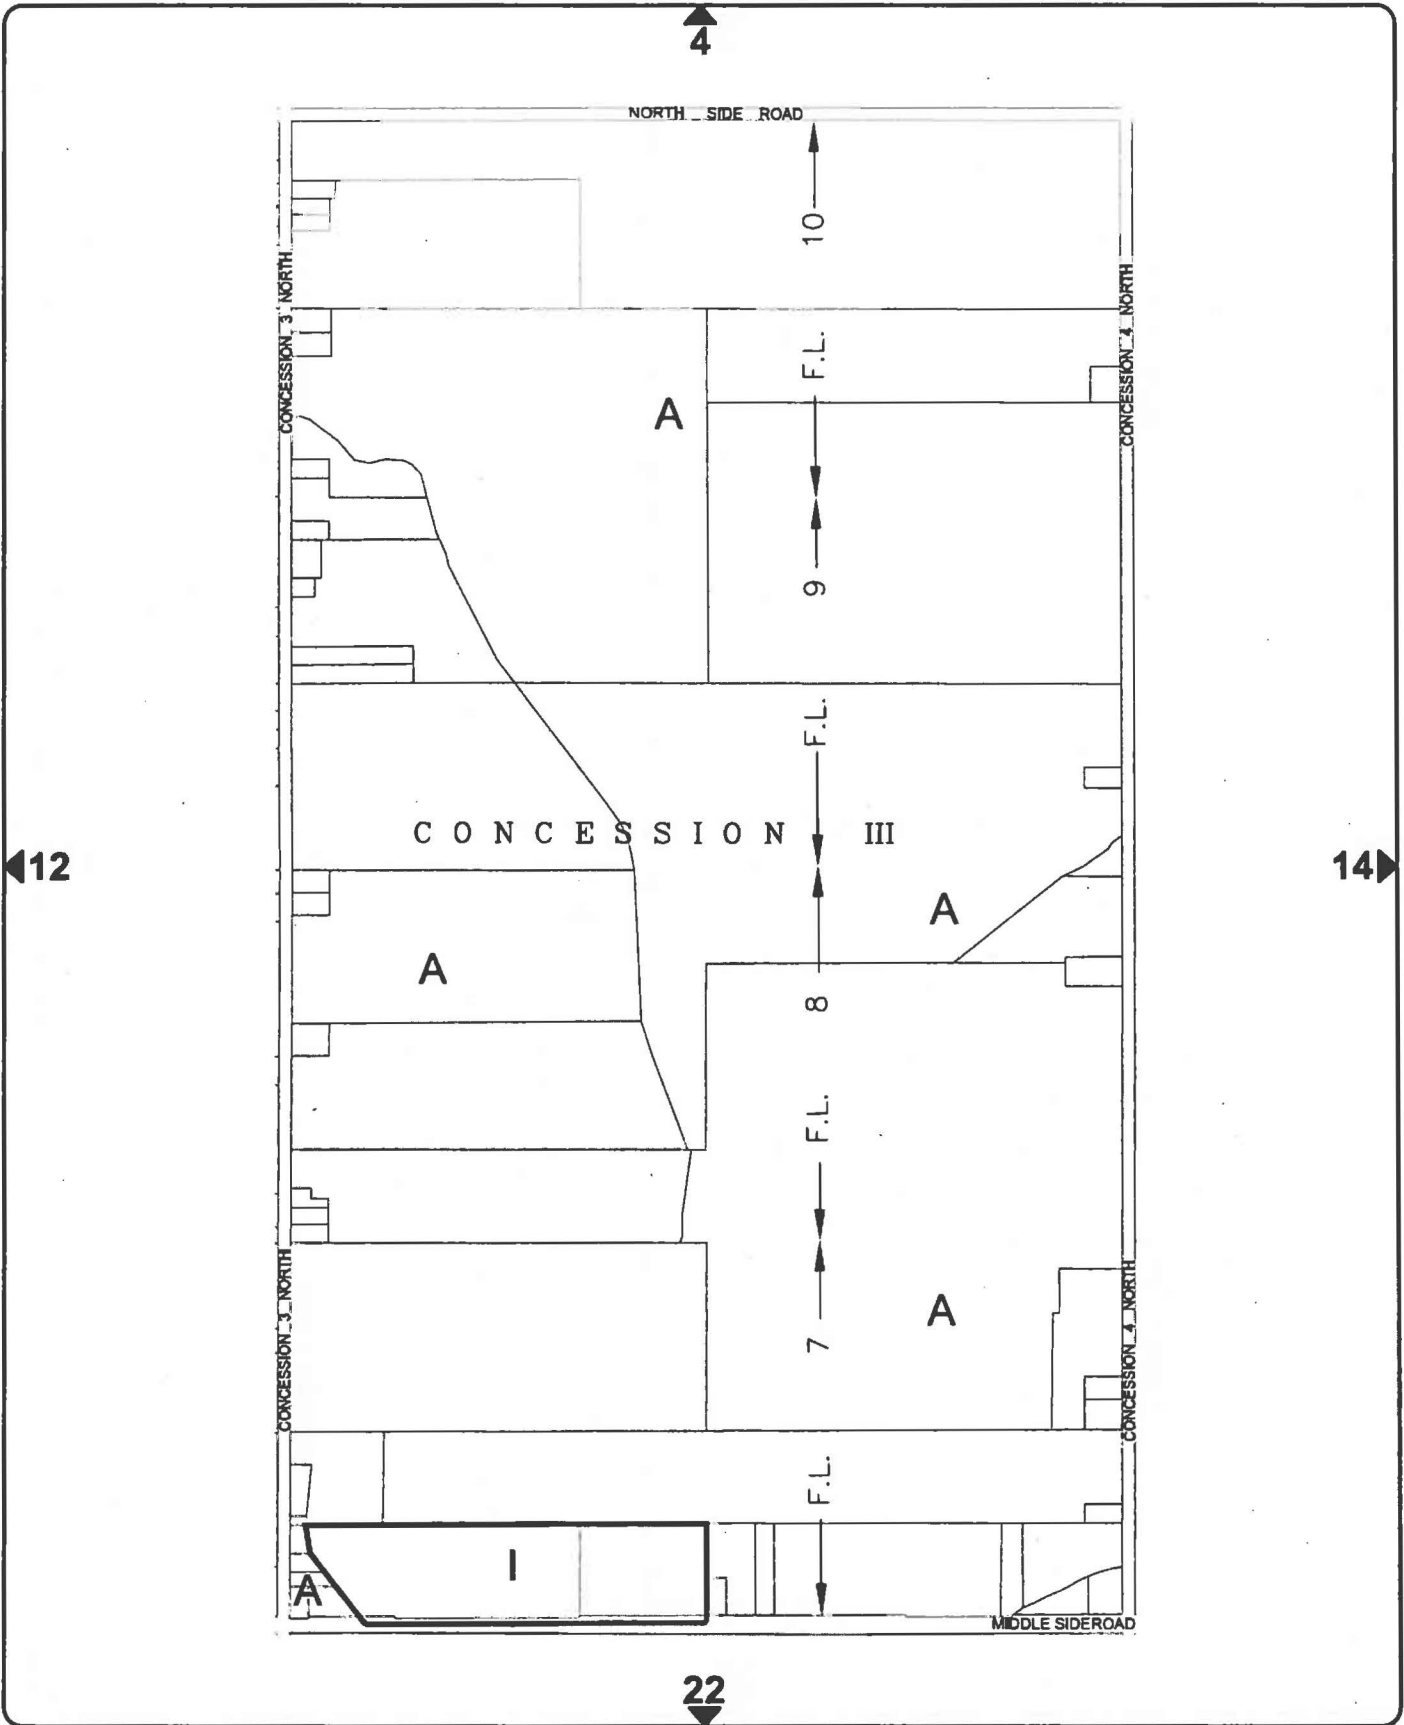 4
NORTH SIDE ROAD
10
CONCESSION 3 NORTH
CONCESSION 4 NORTH
F.L.
A
9
F.L.
CONCESSION III
12
14
A
A
8
F.L.
CONCESSION 3 NORTH
CONCESSION 4 NORTH
A
7
F.L.
I
A
MIDDLE SIDEROAD
22